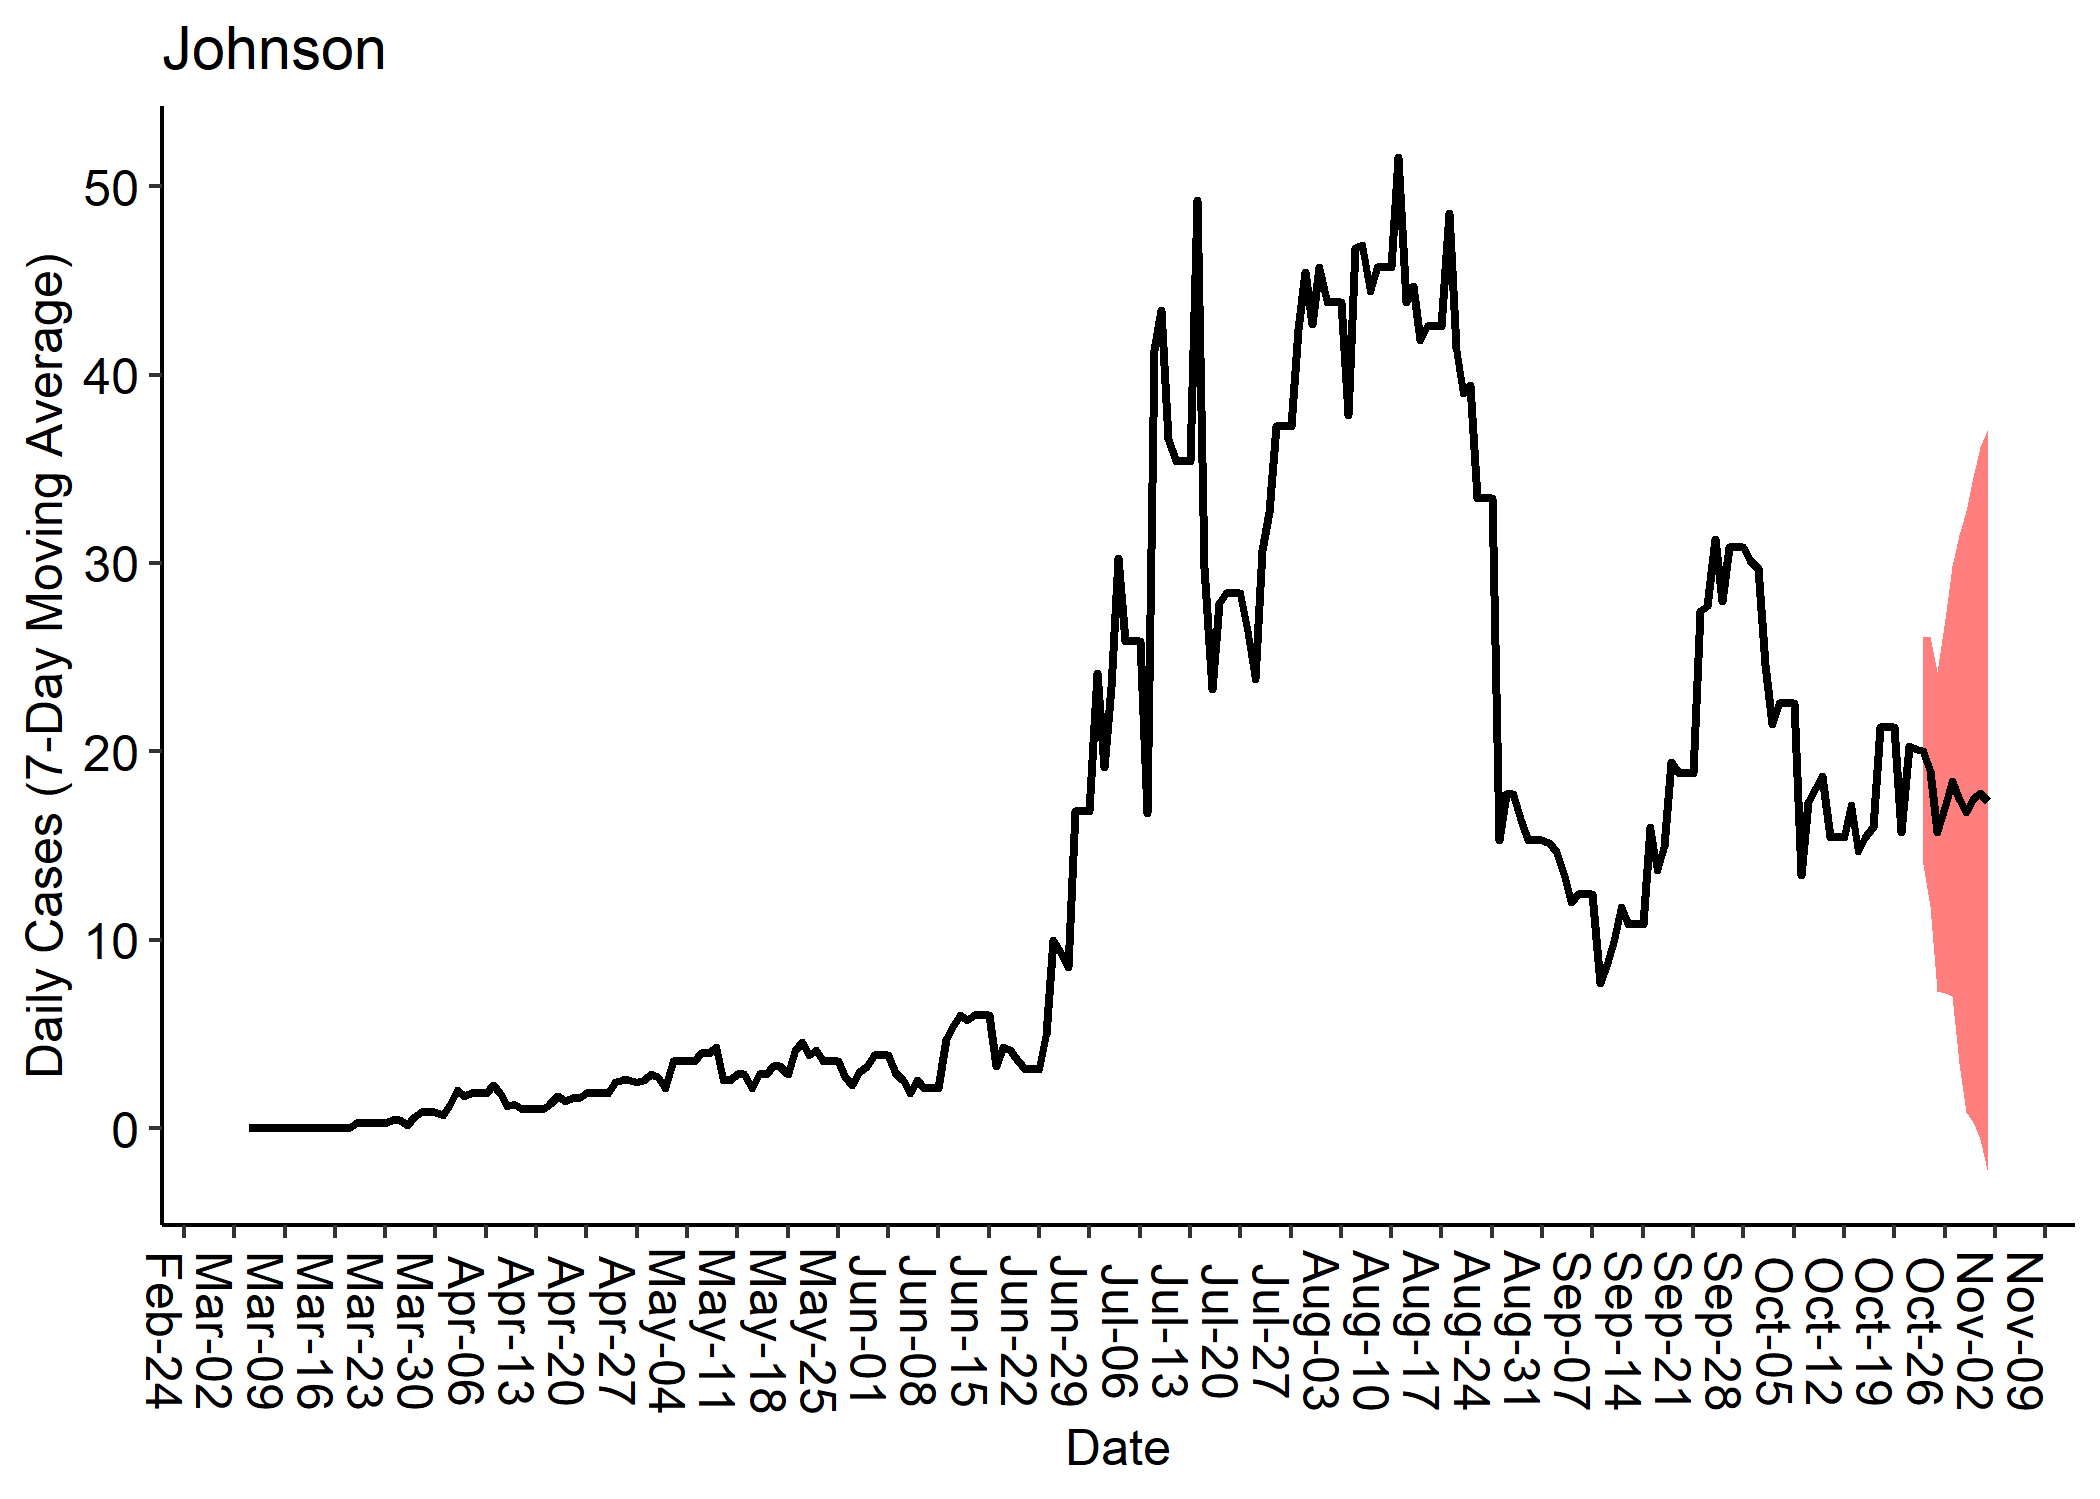 Johnson
Daily Cases (7-Day Moving Average)
50
40
30
20
10
0
Feb-24
Mar-02
Mar-09
Mar-16
Mar-23
Mar-30
Apr-06
Apr-13
Apr-20
Apr-27
May-04
May-11
May-18
May-25
Jun-01
Jun-08
Jun-15
Jun-22
Jun-29
Jul-06
Jul-13
Jul-20
Jul-27
Aug-03
Aug-10
Aug-17
Aug-24
Aug-31
Sep-07
Sep-14
Sep-21
Sep-28
Oct-05
Oct-12
Oct-19
Oct-26
Nov-02
Nov-09
Date